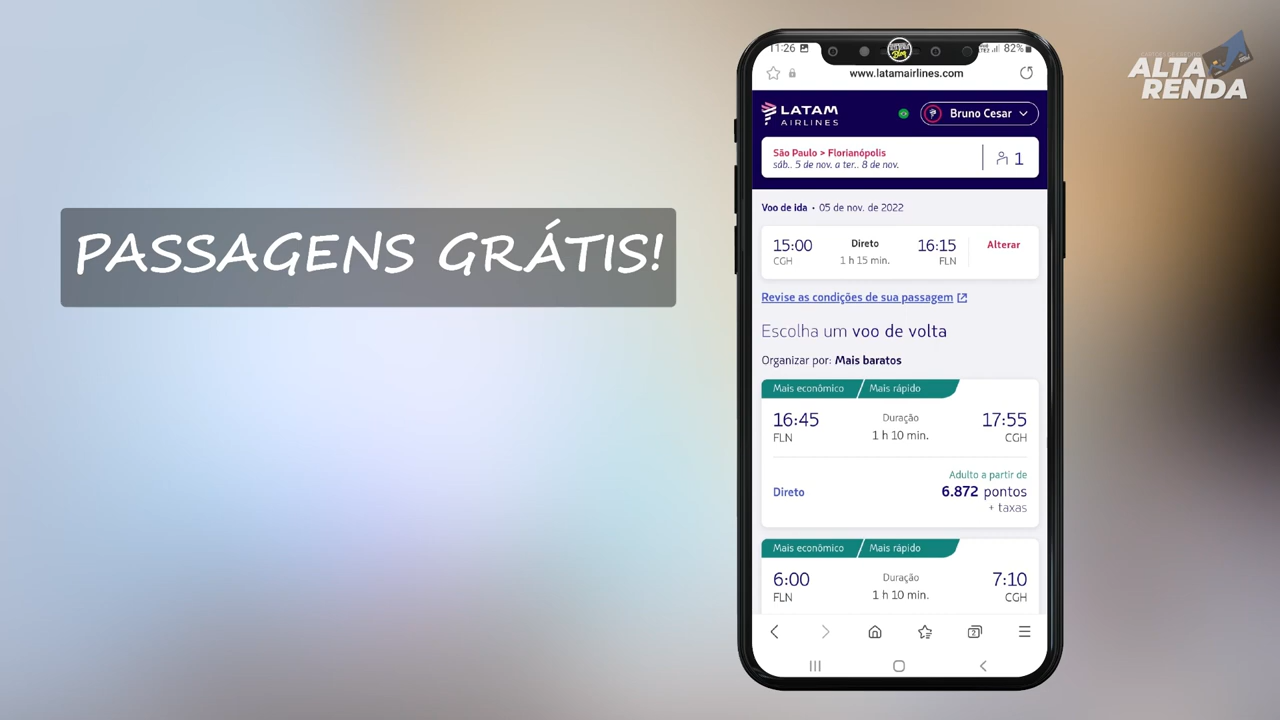 PASSAGENS GRÁTIS!
ALTA
RENDA
11:26
82%
www.latamairlines.com
LATAM
AIRLINES
Bruno Cesar
São Paulo > Florianópolis
sáb., 5 de nov. a ter., 8 de nov.
1
Voo de ida • 05 de nov. de 2022
15:00 Direto 16:15 Alterar
CGH 1 h 15 min. FLN
Revise as condições de sua passagem
Escolha um voo de volta
Organizar por: Mais baratos
Mais econômico Mais rápido
16:45 Duração 17:55
FLN 1 h 10 min. CGH
Adulto a partir de
Direto 6.872 pontos
+ taxas
Mais econômico Mais rápido
6:00 Duração 7:10
FLN 1 h 10 min. CGH
2